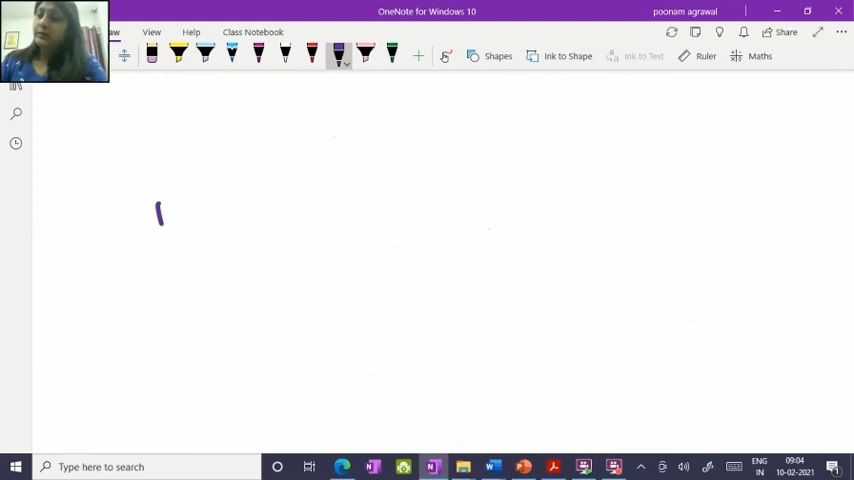 OneNote for Windows 10
poonam agrawal
View Help Class Notebook
Share
Shapes Ink to Shape Ink to Text Ruler Maths
Type here to search
ENG
IN
09:04
10-02-2021